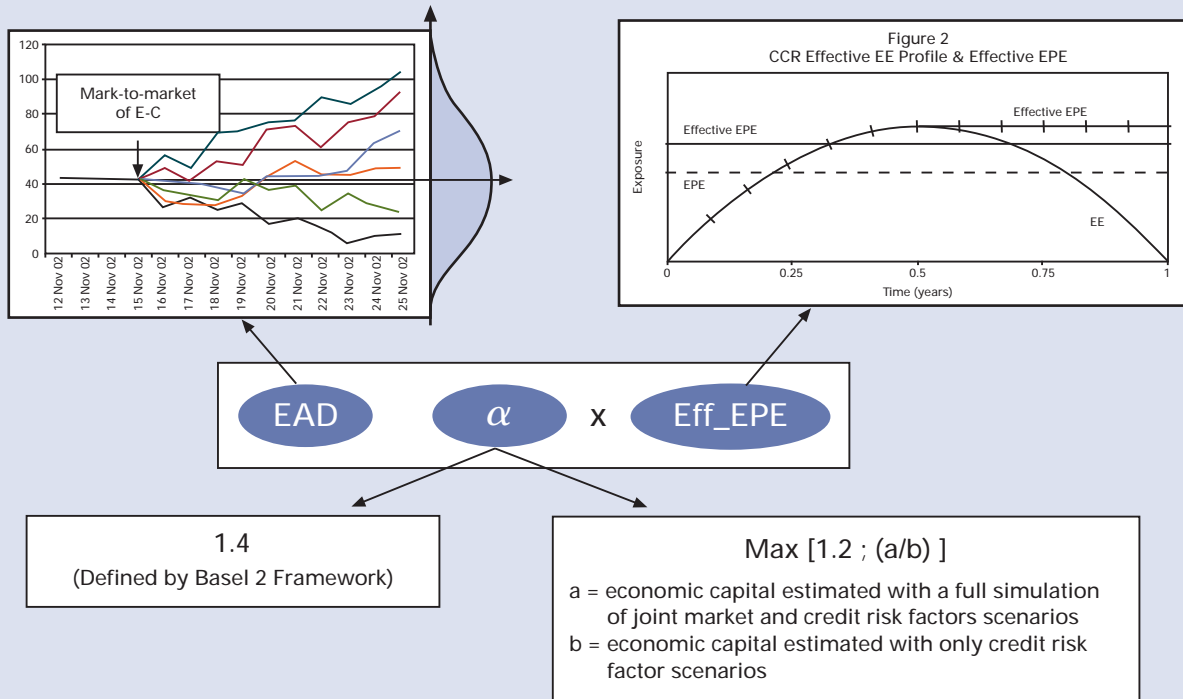 120
100
80
60
40
20
0
Mark-to-market
of E-C
12 Nov 02
13 Nov 02
14 Nov 02
15 Nov 02
16 Nov 02
17 Nov 02
18 Nov 02
19 Nov 02
20 Nov 02
21 Nov 02
22 Nov 02
23 Nov 02
24 Nov 02
25 Nov 02
Figure 2
CCR Effective EE Profile & Effective EPE
Exposure
Effective EPE
Effective EPE
EPE
EE
0
0.25
0.5
0.75
1
Time (years)
EAD α x Eff_EPE
1.4
(Defined by Basel 2 Framework)
Max [1.2 ; (a/b) ]
a = economic capital estimated with a full simulation
of joint market and credit risk factors scenarios
b = economic capital estimated with only credit risk
factor scenarios